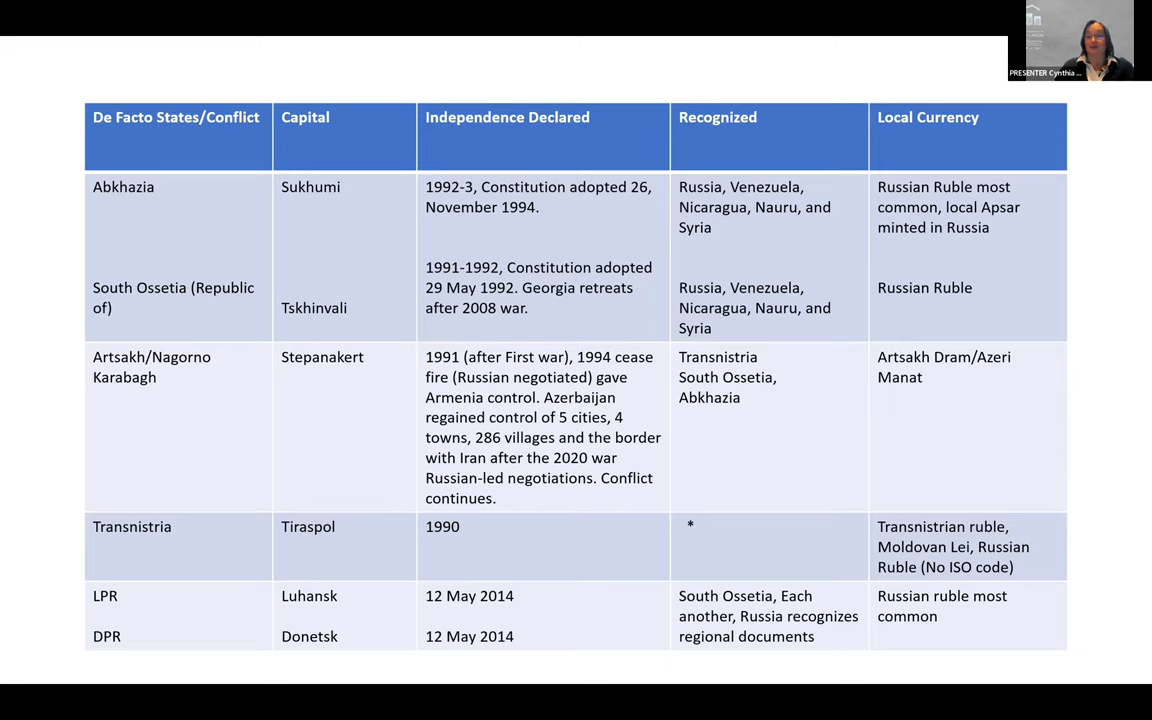 PRESENTER Cynthia ...
De Facto States/Conflict
Capital
Independence Declared
Recognized
Local Currency
Abkhazia
Sukhumi
1992-3, Constitution adopted 26,
November 1994.
Russia, Venezuela,
Nicaragua, Nauru, and
Syria
Russian Ruble most
common, local Apsar
minted in Russia
South Ossetia (Republic
of)
Tskhinvali
1991-1992, Constitution adopted
29 May 1992. Georgia retreats
after 2008 war.
Russia, Venezuela,
Nicaragua, Nauru, and
Syria
Russian Ruble
Artsakh/Nagorno
Karabagh
Stepanakert
1991 (after First war), 1994 cease
fire (Russian negotiated) gave
Armenia control. Azerbaijan
regained control of 5 cities, 4
towns, 286 villages and the border
with Iran after the 2020 war
Russian-led negotiations. Conflict
continues.
Transnistria
South Ossetia,
Abkhazia
Artsakh Dram/Azeri
Manat
Transnistria
Tiraspol
1990
*
Transnistrian ruble,
Moldovan Lei, Russian
Ruble (No ISO code)
LPR
Luhansk
12 May 2014
South Ossetia, Each
another, Russia recognizes
regional documents
Russian ruble most
common
DPR
Donetsk
12 May 2014